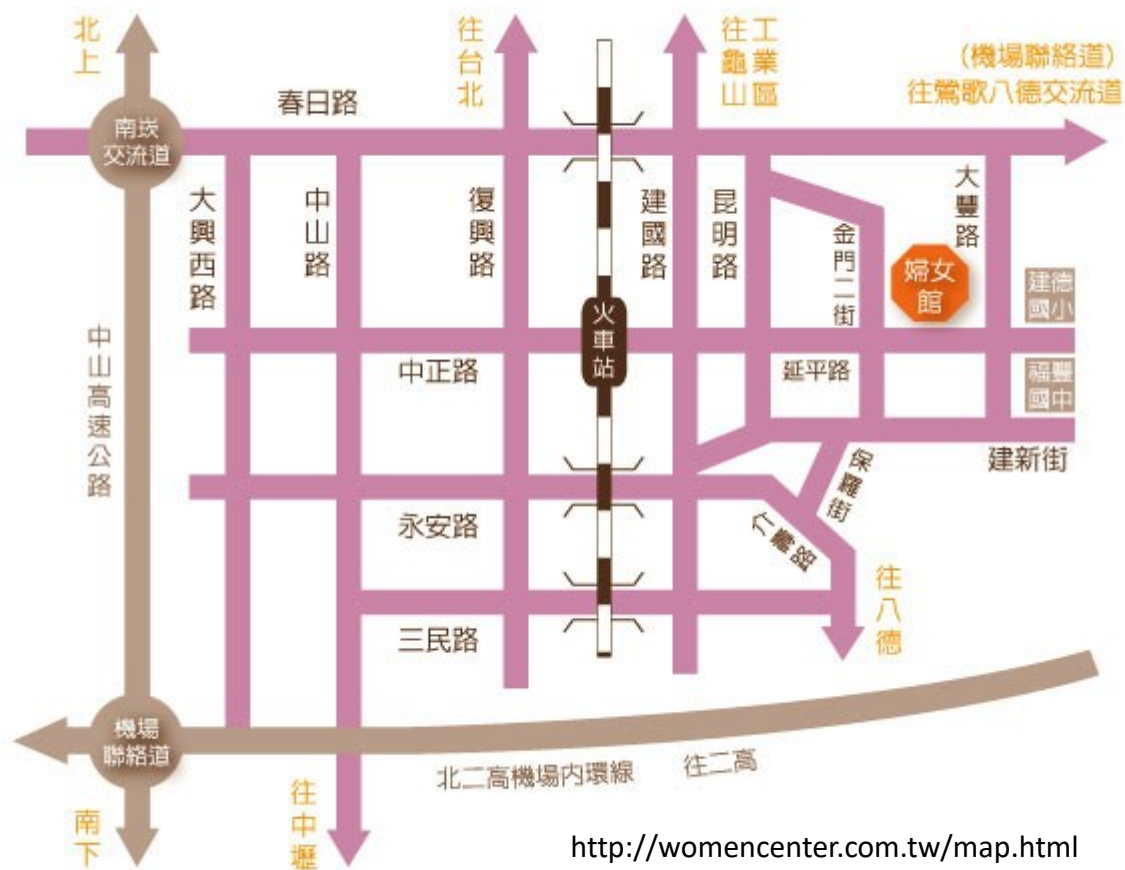 北上
往台北
往龜山
工業區
(機場聯絡道)
往鶯歌八德交流道
春日路
南崁
交流道
大興西路
中山路
復興路
建國路
昆明路
金門二街
大豐路
婦女
館
建德
國小
火車站
中山高速公路
中正路
延平路
福豐
國中
建新街
保羅街
永安路
介壽路
往八德
三民路
機場
聯絡道
北二高機場内環線
往二高
南下
往中壢
http://womencenter.com.tw/map.html